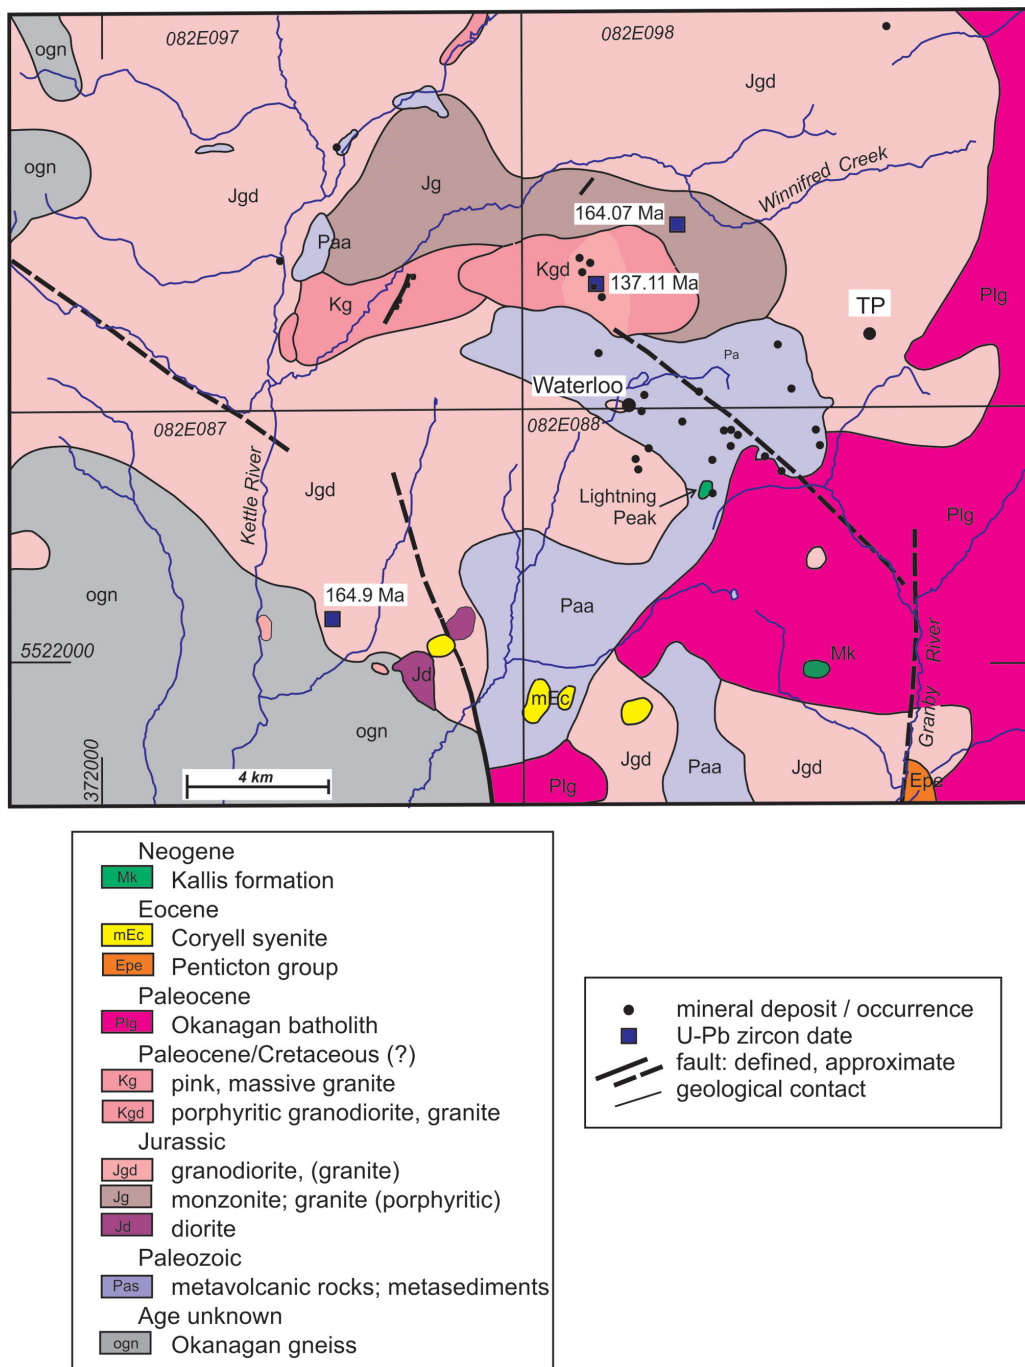 082E097
082E098
ogn
Jgd
ogn
Jg
Winnifred Creek
Jgd
164.07 Ma
Paa
Kgd
137.11 Ma
Kg
Plg
TP
Pa
Waterloo
082E087
082E088
Kettle River
Jgd
Lightning
Peak
Plg
ogn
164.9 Ma
Paa
5522000
Mk
Granby River
Jd
mEc
ogn
Jgd
Paa
Jgd
372000
4 km
Plg
Epe
Neogene
Mk Kallis formation
Eocene
mEc Coryell syenite
Epe Penticton group
Paleocene
Plg Okanagan batholith
Paleocene/Cretaceous (?)
Kg pink, massive granite
Kgd porphyritic granodiorite, granite
Jurassic
Jgd granodiorite, (granite)
Jg monzonite; granite (porphyritic)
Jd diorite
Paleozoic
Pas metavolcanic rocks; metasediments
Age unknown
ogn Okanagan gneiss
mineral deposit / occurrence
U-Pb zircon date
fault: defined, approximate
geological contact